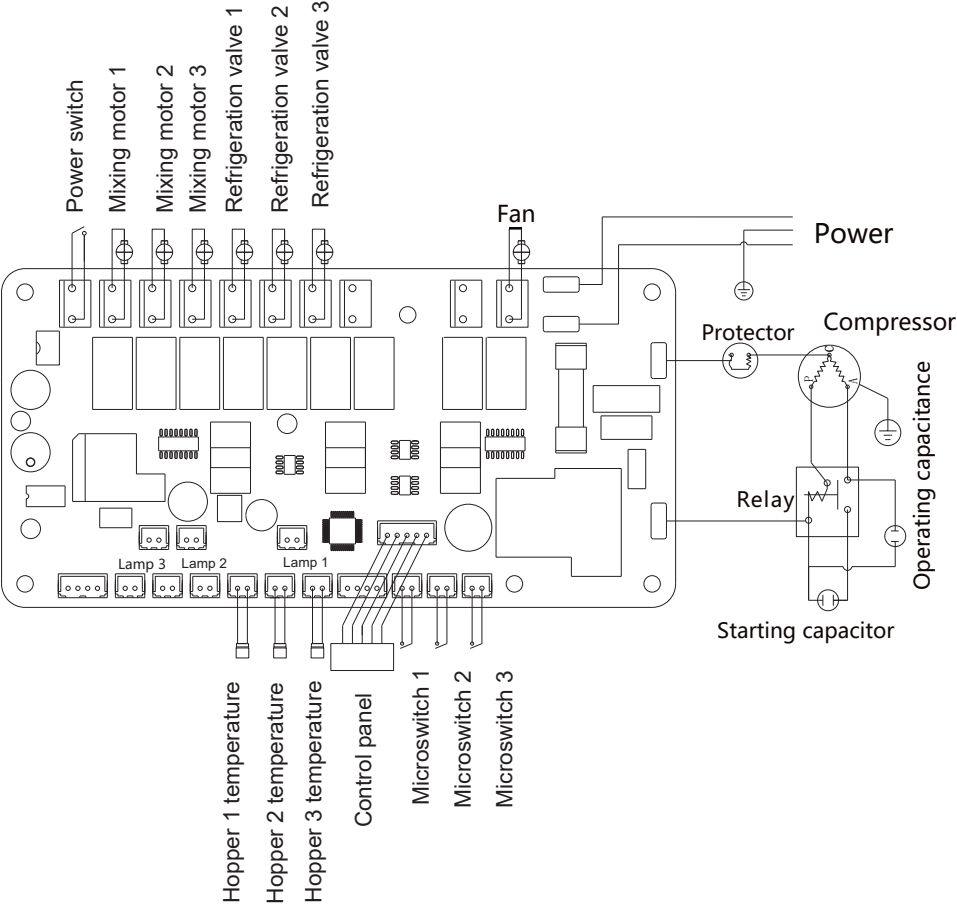 Power switch
Mixing motor 1
Mixing motor 2
Mixing motor 3
Refrigeration valve 1
Refrigeration valve 2
Refrigeration valve 3
Fan
Power
Protector
Compressor
Operating capacitance
Relay
Starting capacitor
Lamp 3
Lamp 2
Lamp 1
Hopper 1 temperature
Hopper 2 temperature
Hopper 3 temperature
Control panel
Microswitch 1
Microswitch 2
Microswitch 3